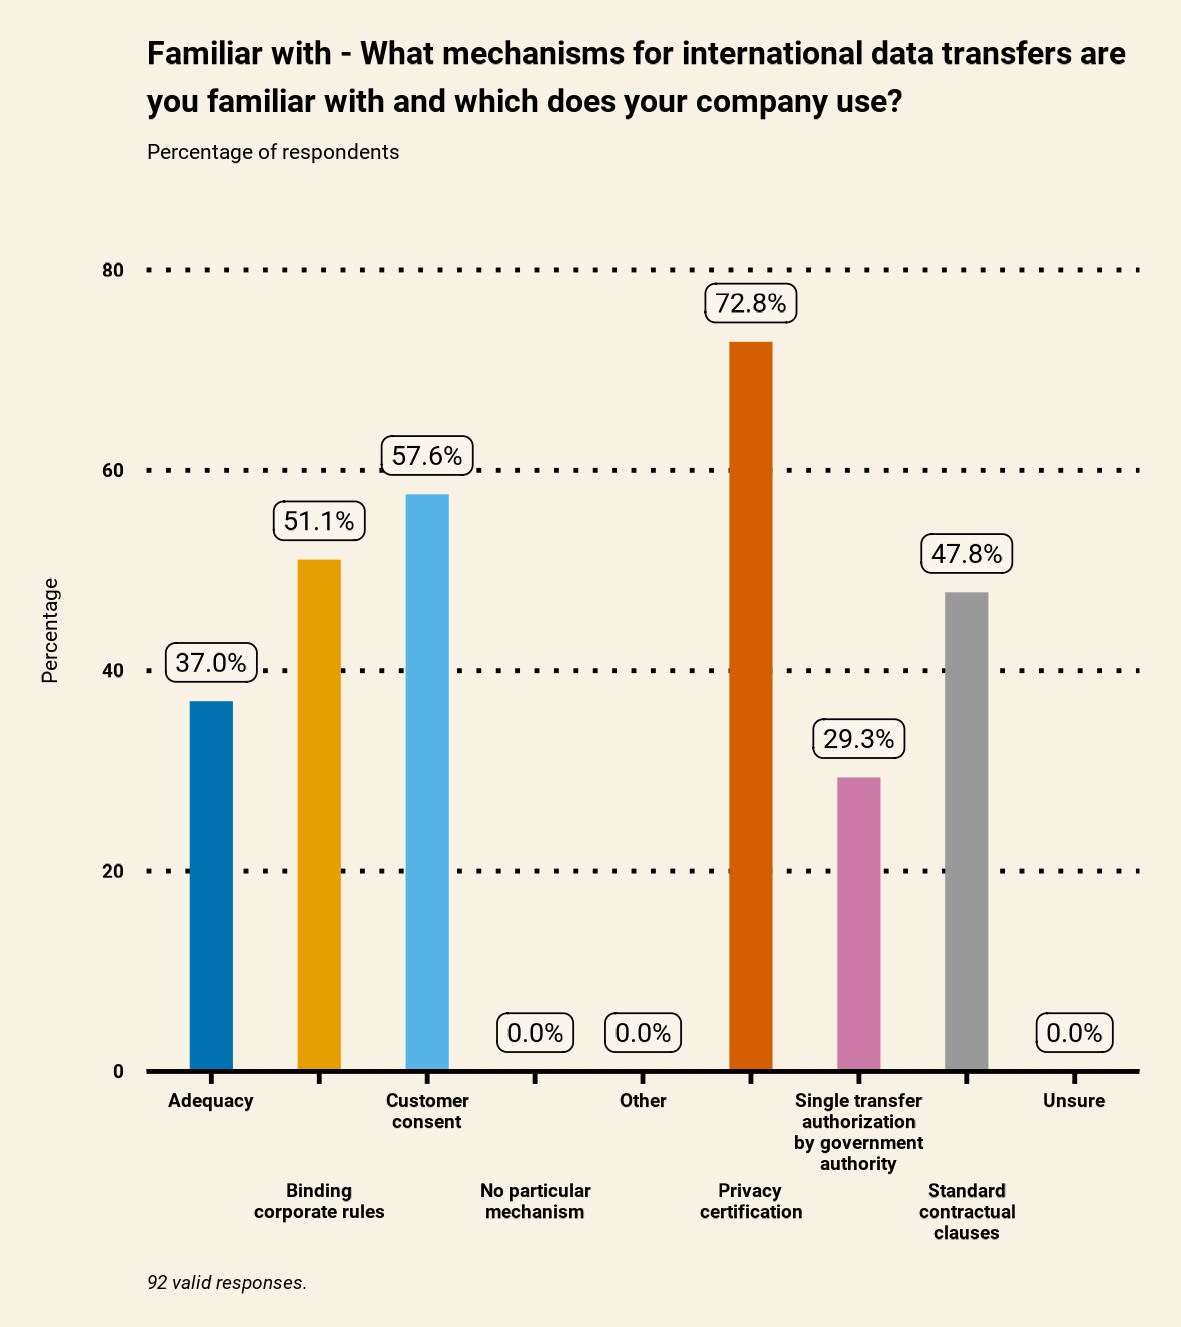 Familiar with - What mechanisms for international data transfers are
you familiar with and which does your company use?
Percentage of respondents
Percentage
80
60
40
20
0
37.0%
51.1%
57.6%
0.0%
0.0%
72.8%
29.3%
47.8%
0.0%
Adequacy
Binding
corporate rules
Customer
consent
No particular
mechanism
Other
Privacy
certification
Single transfer
authorization
by government
authority
Standard
contractual
clauses
Unsure
92 valid responses.